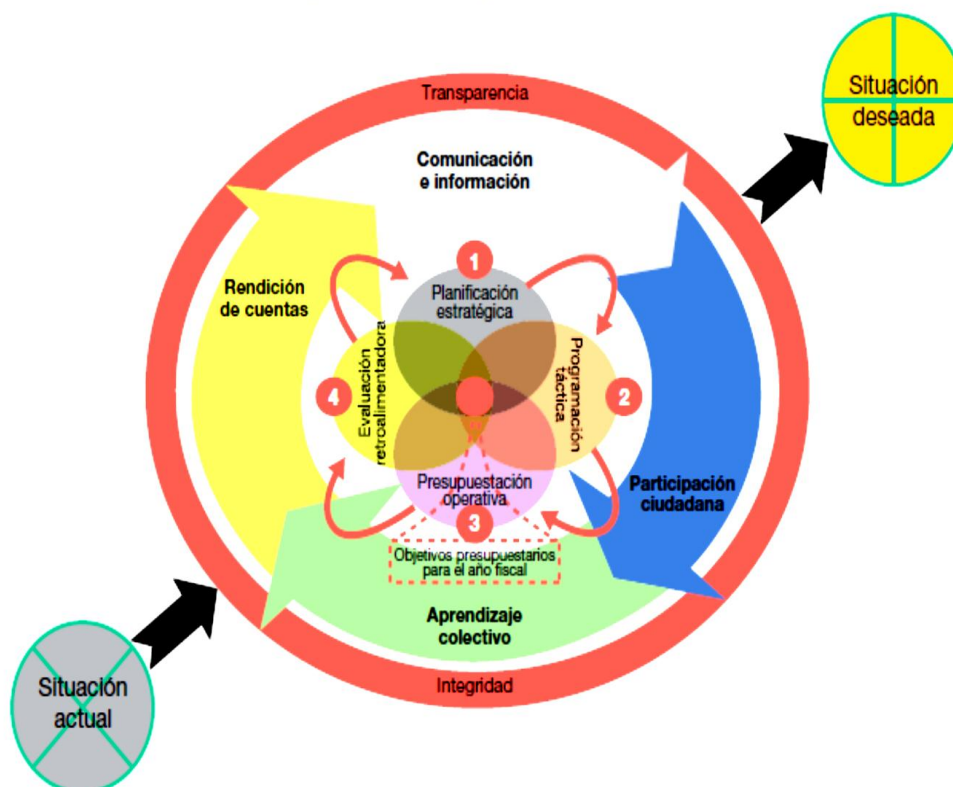 Situación
deseada
Transparencia
Comunicación
e información
1
Planificación
estratégica
Rendición
de cuentas
Evaluación
retroalimentadora
4
Programación
táctica
2
Presupuestación
operativa
3
Participación
ciudadana
Objetivos presupuestarios
para el año fiscal
Aprendizaje
colectivo
Integridad
Situación
actual